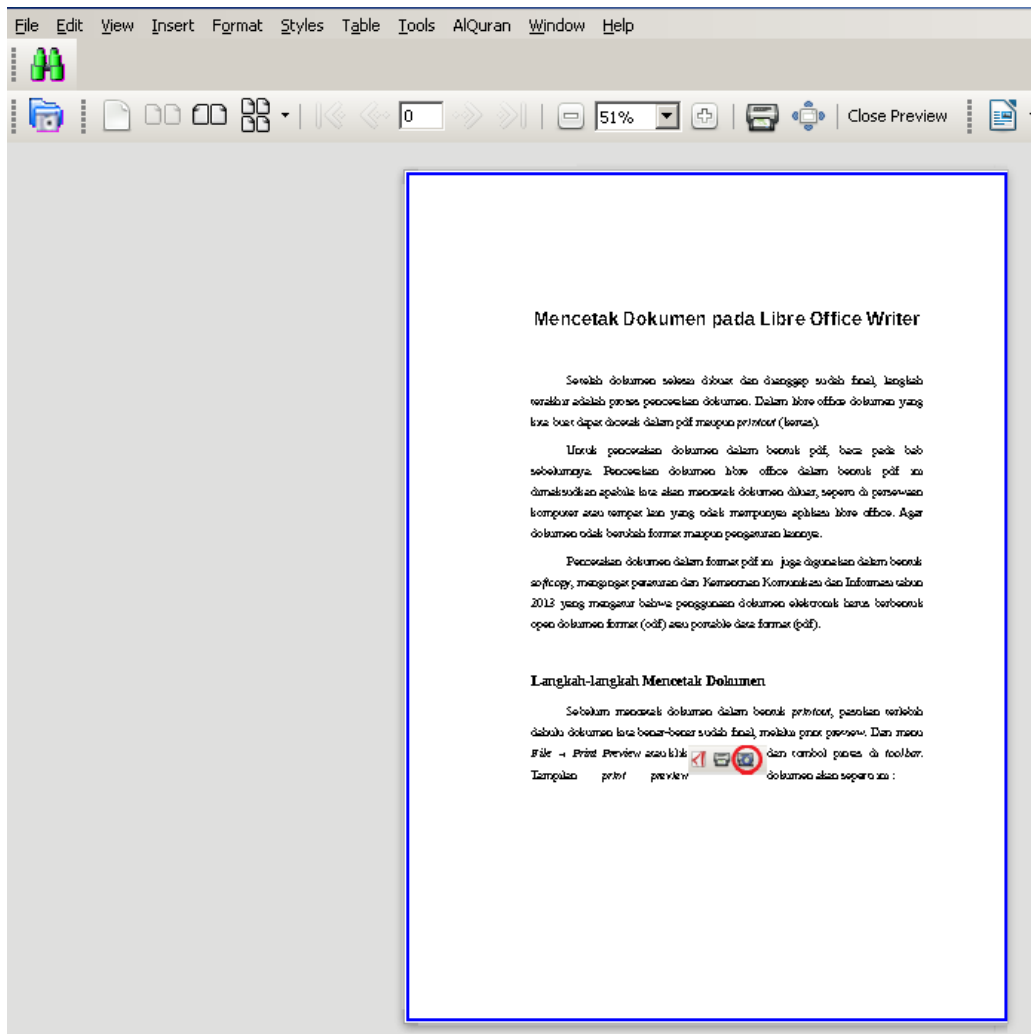 File Edit View Insert Format Styles Table Tools AlQuran Window Help
0 51% Close Preview
Mencetak Dokumen pada Libre Office Writer
Setelah dokumen selesai dibuat dan dianggap sudah final, langkah
terakhir adalah proses pencetakan dokumen. Dalam libre office dokumen yang
kita buat dapat dicetak dalam pdf maupun printout (kertas).
Untuk pencetakan dokumen dalam bentuk pdf, baca pada bab
sebelumnya. Pencetakan dokumen libre office dalam bentuk pdf ini
dimaksudkan apabila kita akan mencetak dokumen diluar, seperti di persewaan
komputer atau tempat lain yang tidak mempunyai aplikasi libre office. Agar
dokumen tidak berubah format maupun pengaturan lainnya.
Pencetakan dokumen dalam format pdf ini juga digunakan dalam bentuk
softcopy, mengingat peraturan dari Kementrian Komunikasi dan Informasi tahun
2013 yang mengatur bahwa penggunaan dokumen elektronik harus berbentuk
open dokumen format (odf) atau portable data format (pdf).
Langkah-langkah Mencetak Dokumen
Sebelum mencetak dokumen dalam bentuk printout, pastikan terlebih
dahulu dokumen kita benar-benar sudah final, melalui print preview. Dari menu
File → Print Preview atau klik dari tombol pintas di toolbar.
Tampilan print preview dokumen akan seperti ini :